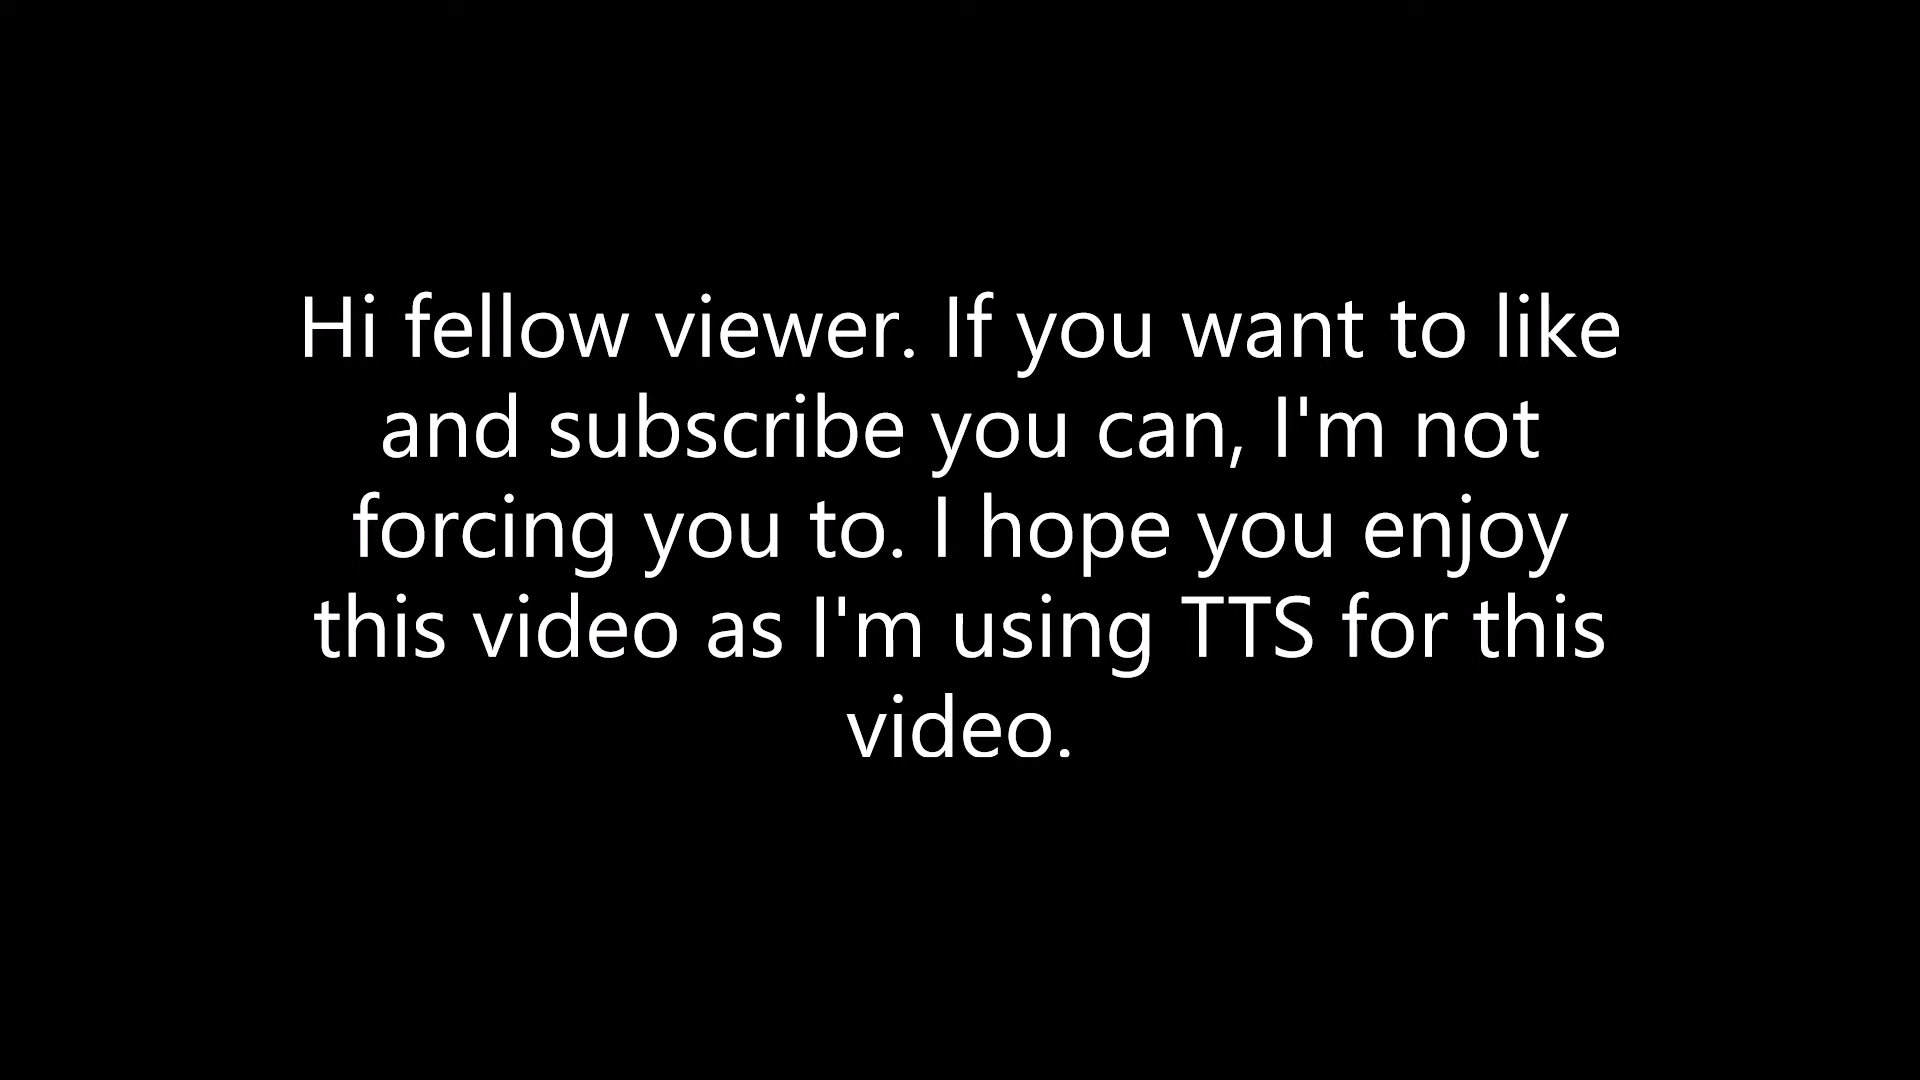 Hi fellow viewer. If you want to like
and subscribe you can, I'm not
forcing you to. I hope you enjoy
this video as I'm using TTS for this
video.